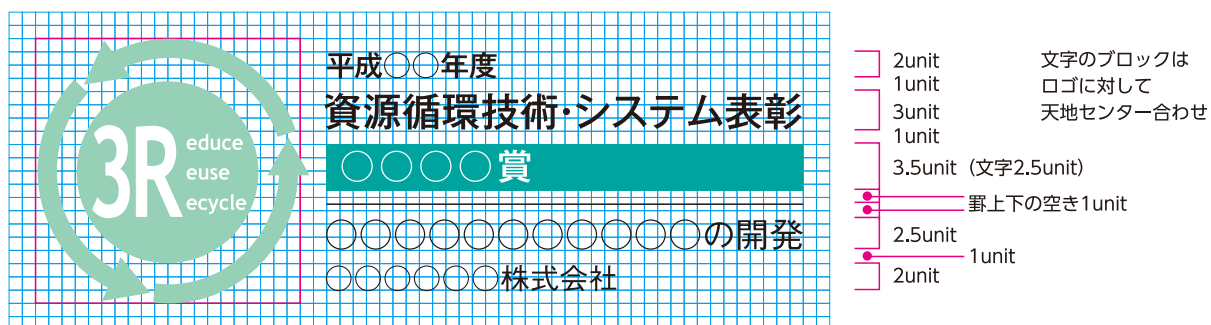 3R
educe
euse
ecycle
平成○○年度
資源循環技術・システム表彰
○○○○賞
○○○○○○○○○○○の開発
○○○○○○株式会社
2unit
1unit
3unit
1unit
3.5unit（文字2.5unit）
罫上下の空き1unit
2.5unit
1unit
2unit
文字のブロックは
ロゴに対して
天地センター合わせ